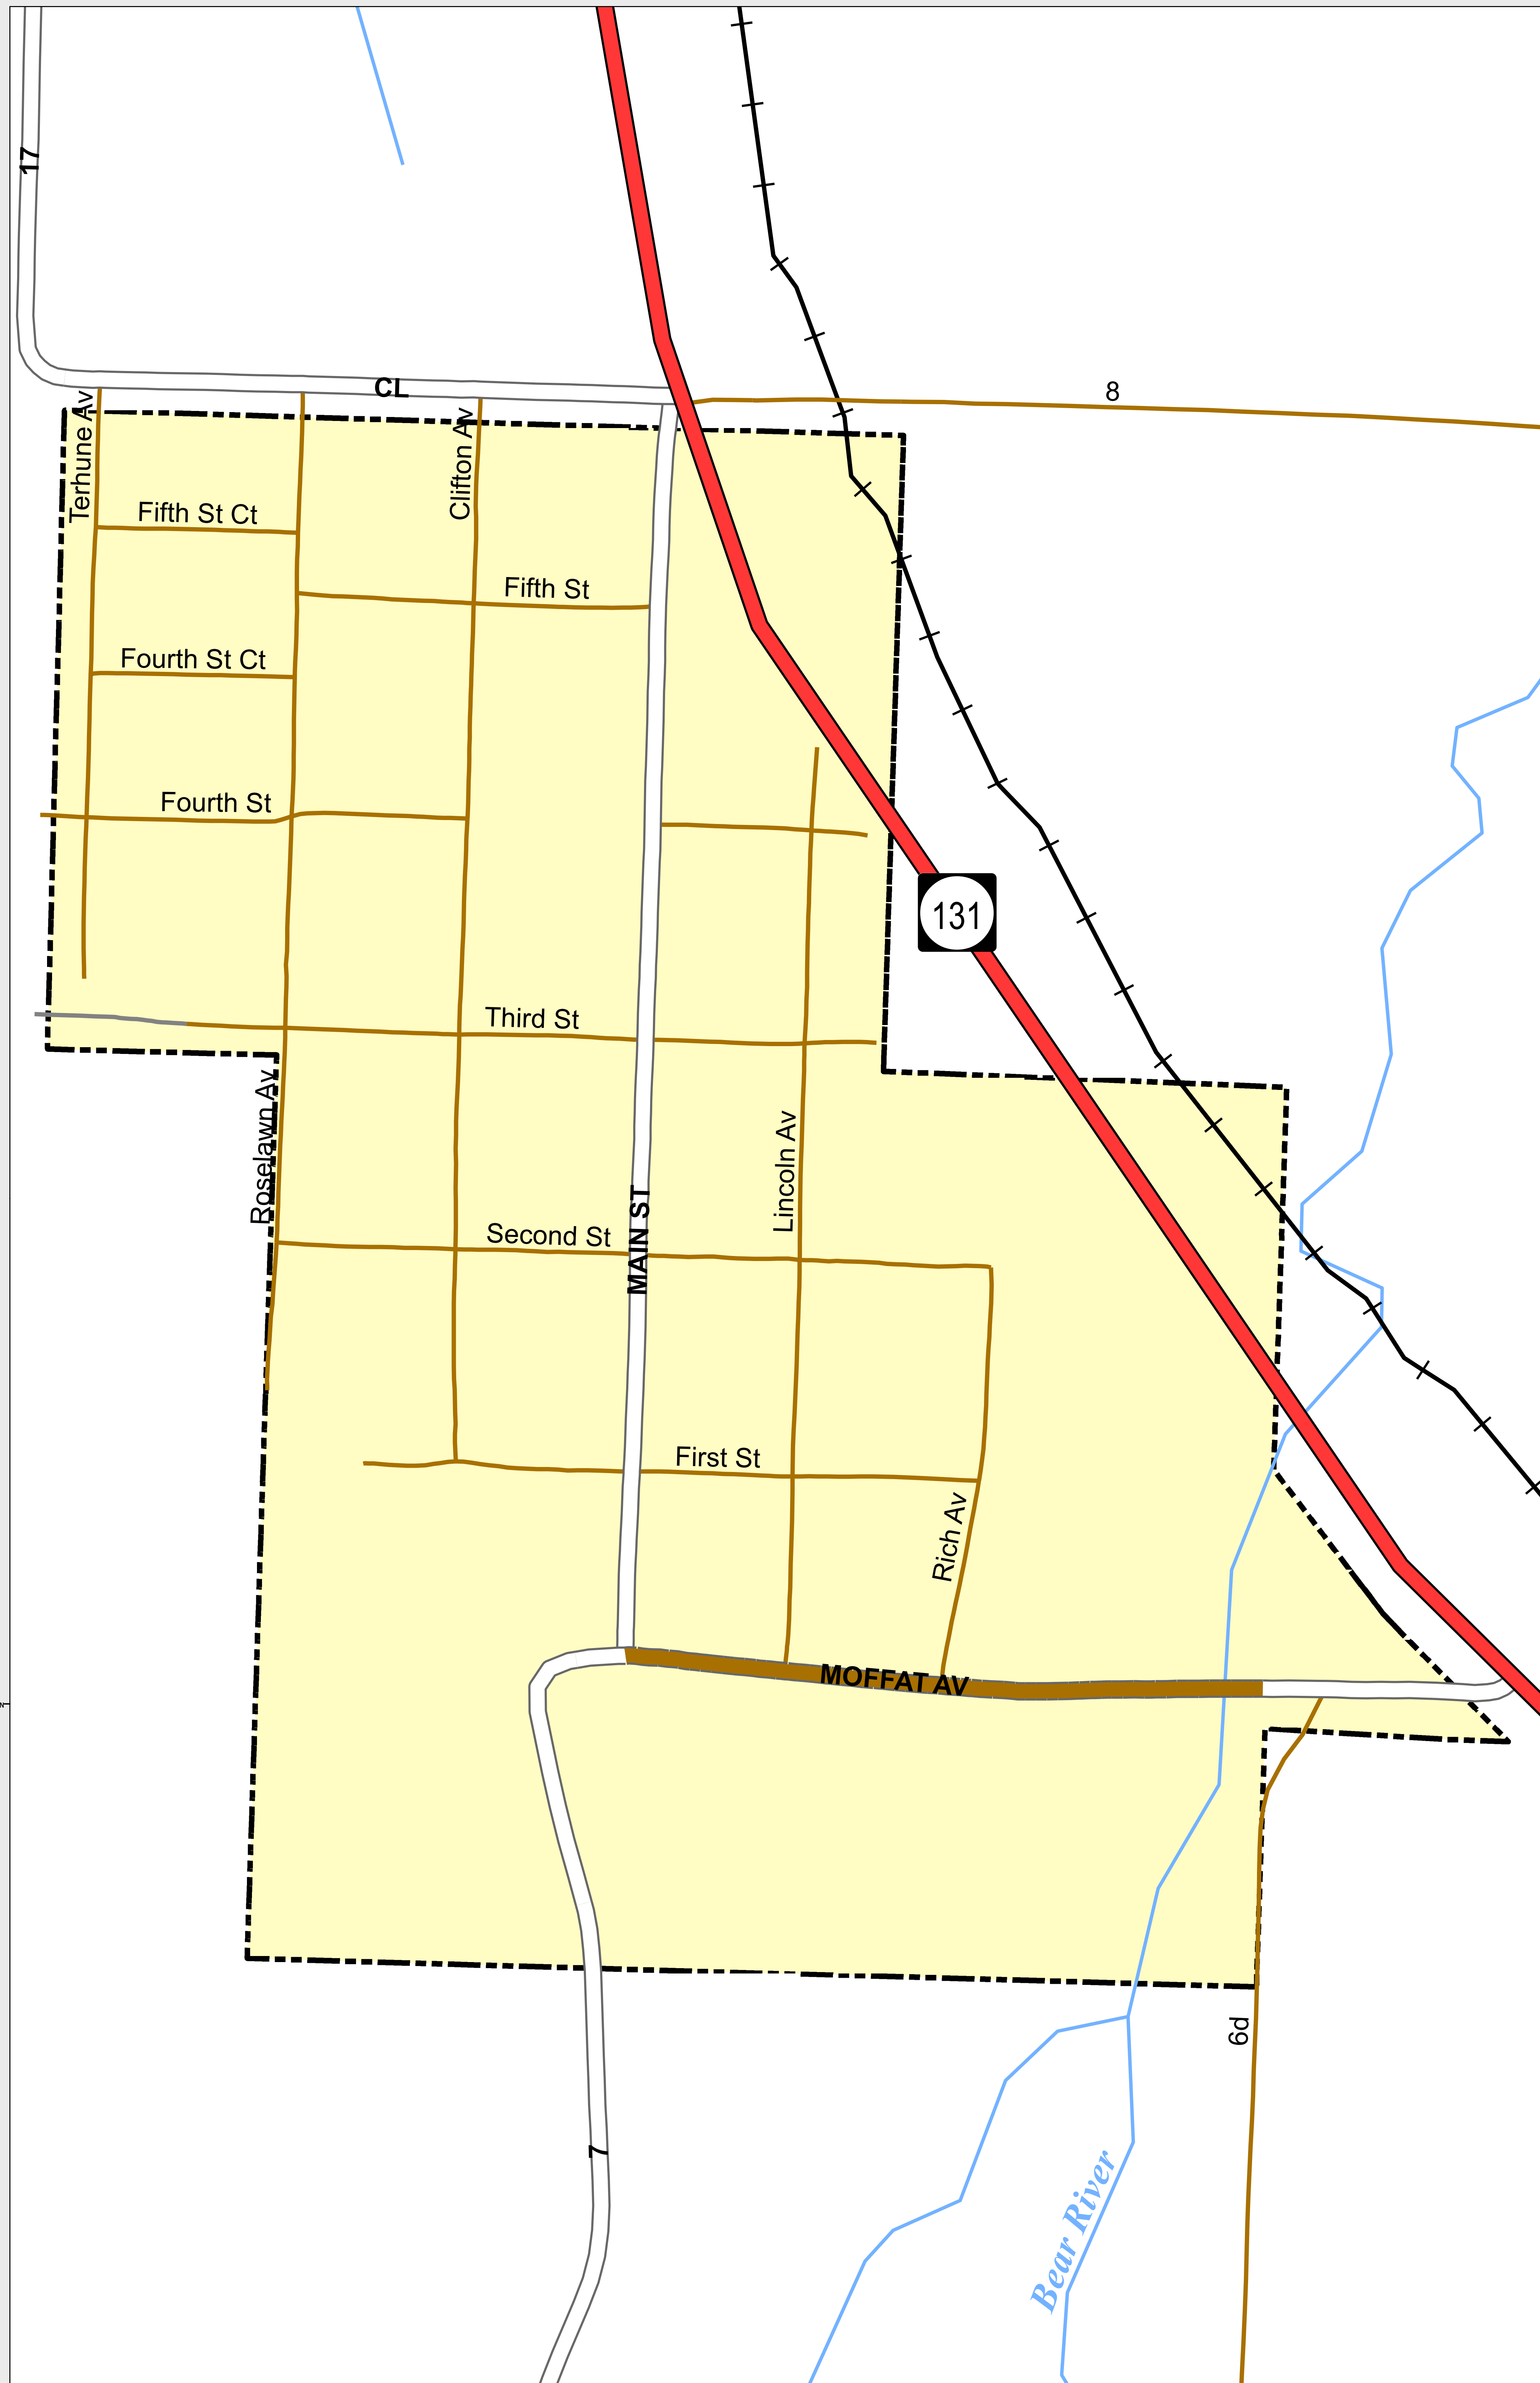 17
CL
8
Terhune Av
Clifton Av
Fifth St Ct
Fifth St
Fourth St Ct
Fourth St
131
Third St
Roselawn Av
Lincoln Av
MAIN ST
Second St
First St
Rich Av
MOFFAT AV
6d
7
Bear River